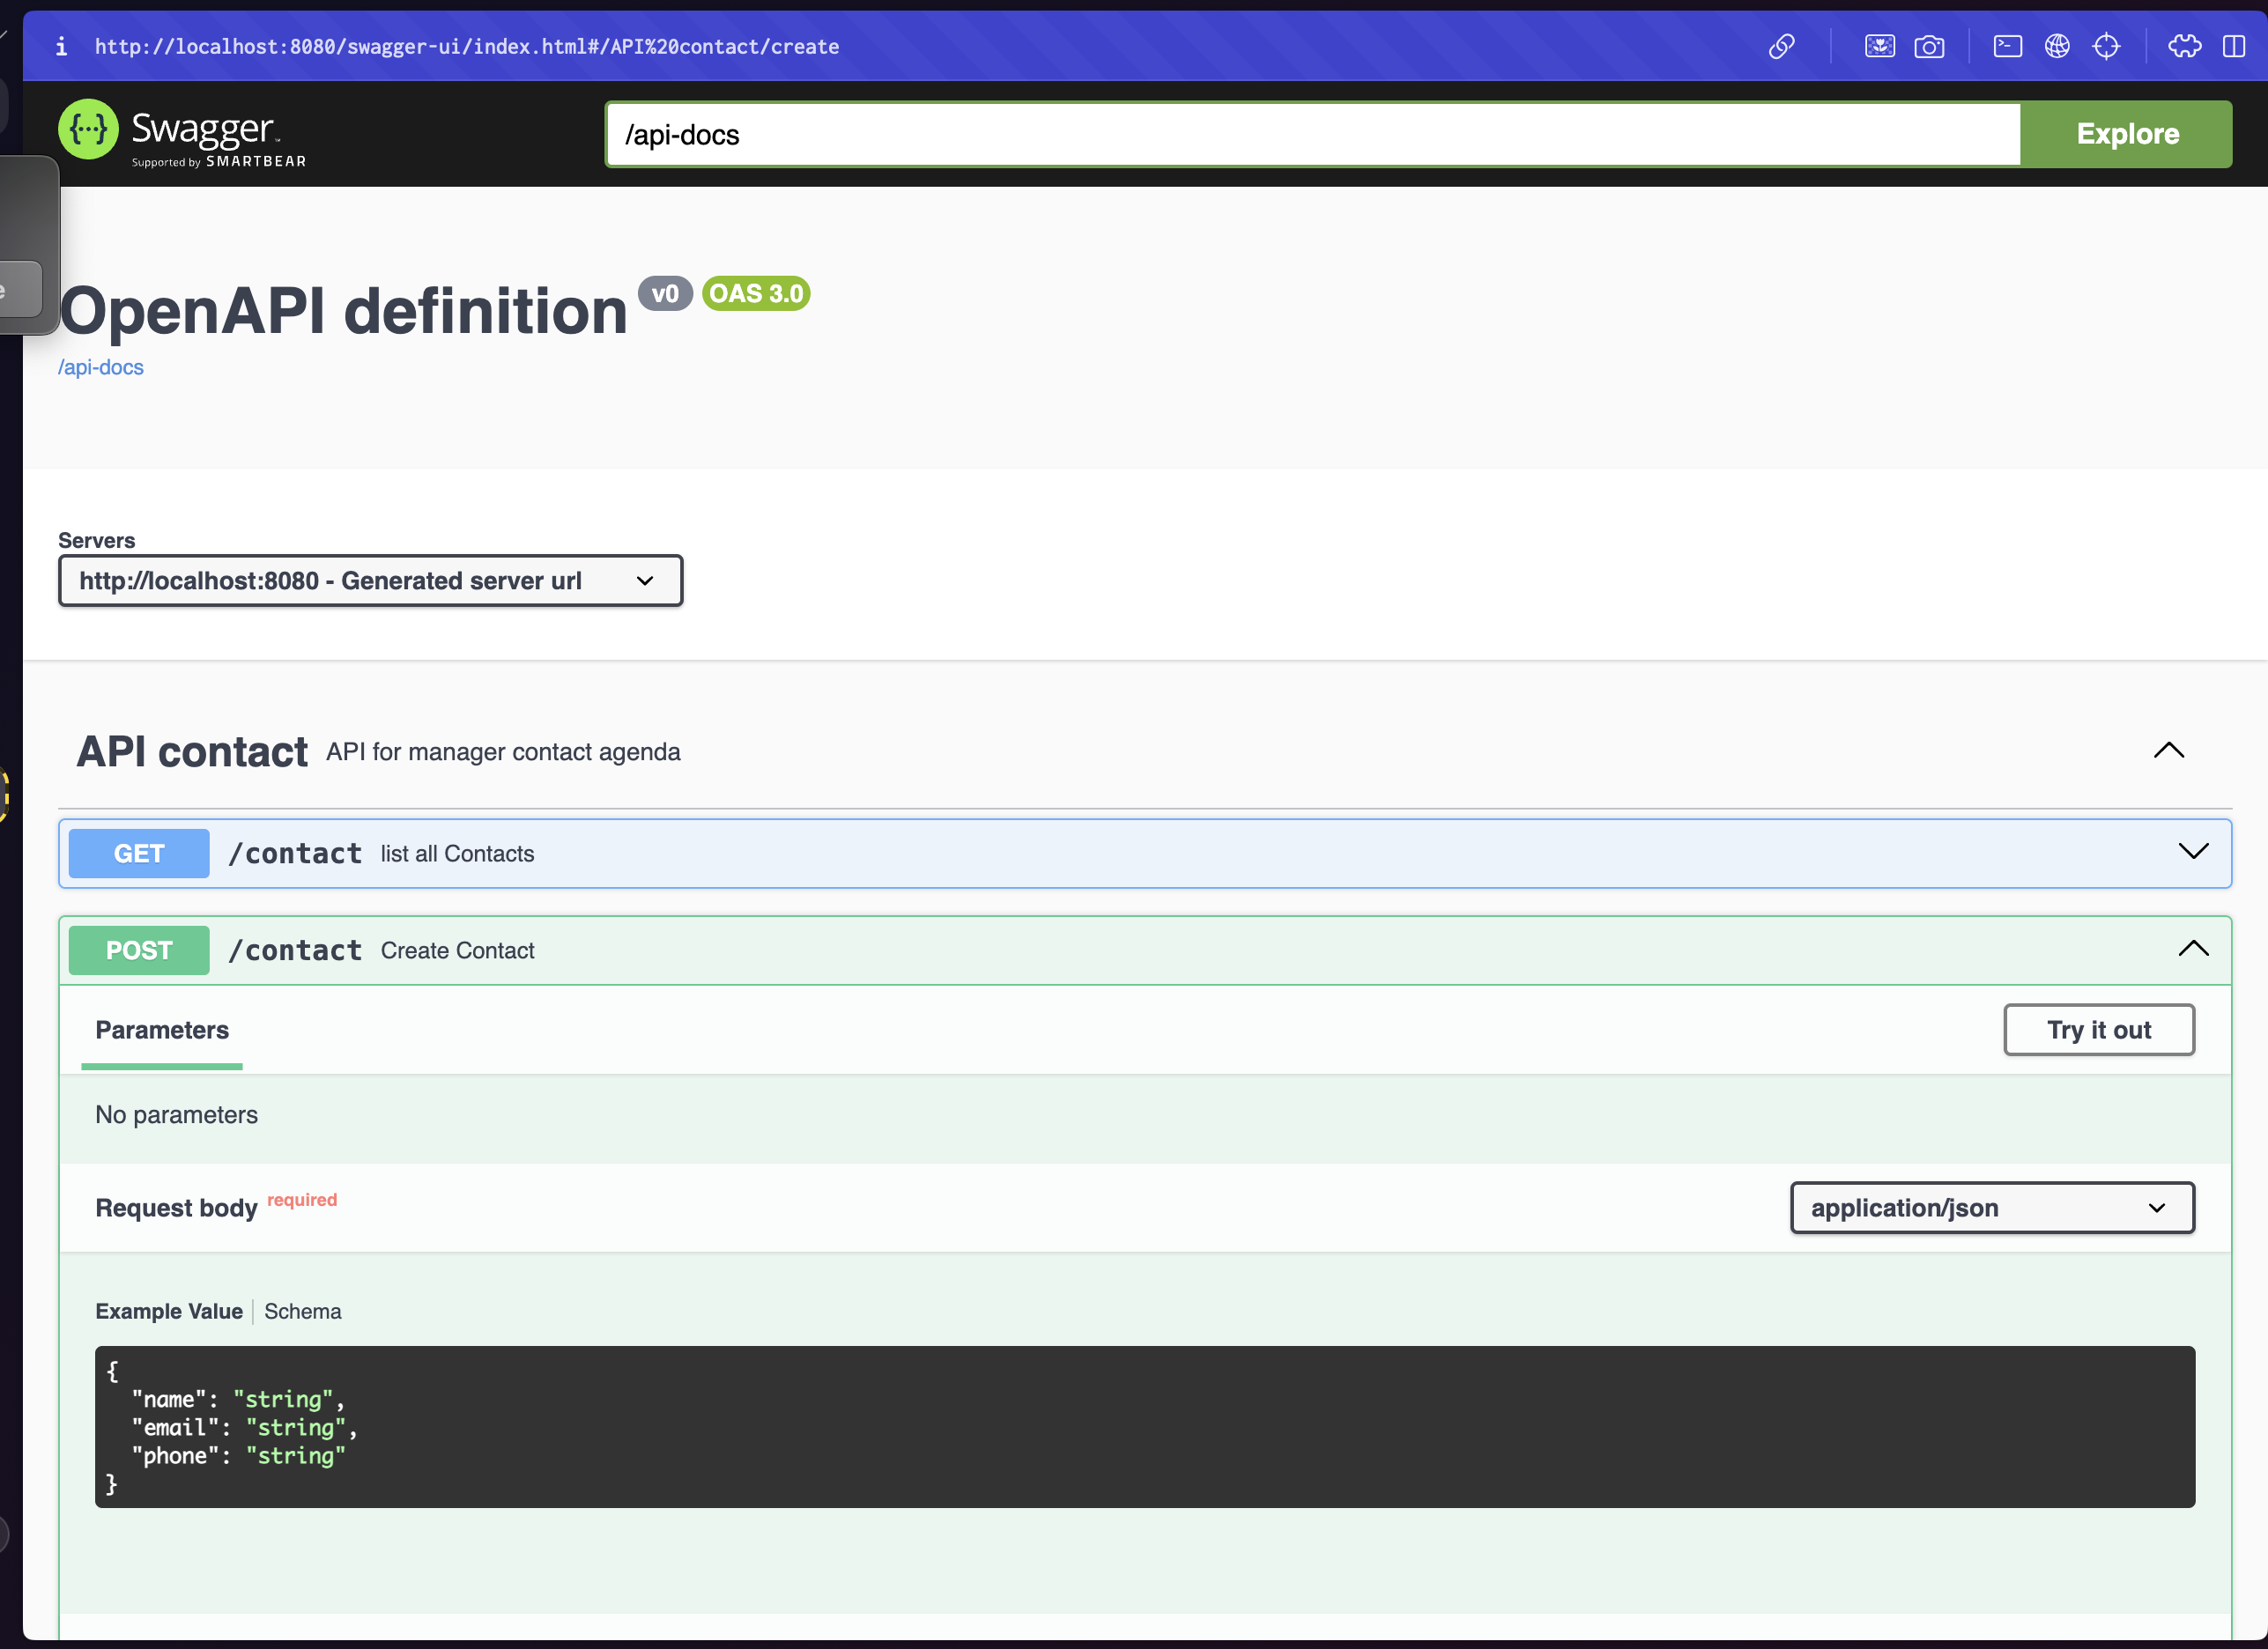 http://localhost:8080/swagger-ui/index.html#/API%20contact/create
Swagger
Supported by SMARTBEAR
/api-docs
Explore
OpenAPI definition v0 OAS 3.0
/api-docs
Servers
http://localhost:8080 - Generated server url
API contact API for manager contact agenda
GET /contact list all Contacts
POST /contact Create Contact
Parameters
Try it out
No parameters
Request body required
application/json
Example Value Schema
{
"name": "string",
"email": "string",
"phone": "string"
}